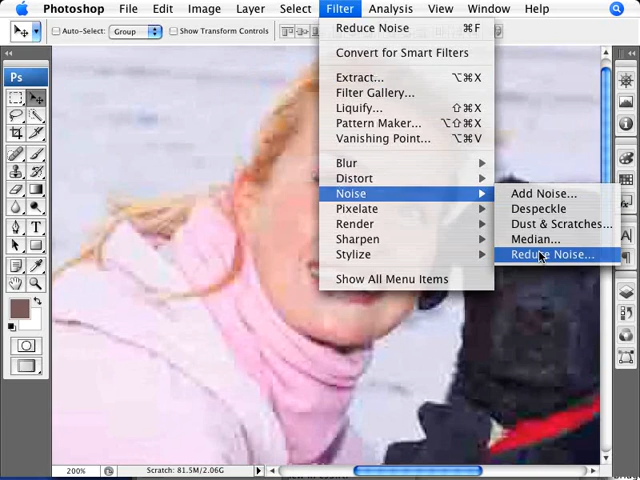 Photoshop File Edit Image Layer Select Filter Analysis View Window Help
Auto-Select: Group Show Transform Controls
Reduce Noise ⌘F
Convert for Smart Filters
Extract... ⌥⌘X
Filter Gallery...
Liquify... ⇧⌘X
Pattern Maker... ⌥⇧⌘X
Vanishing Point... ⌥⌘V
Ps
Blur
Distort
Noise
Pixelate
Render
Sharpen
Stylize
Show All Menu Items
Add Noise...
Despeckle
Dust & Scratches...
Median...
Reduce Noise...
200% Scratch: 81.5M/2.06G